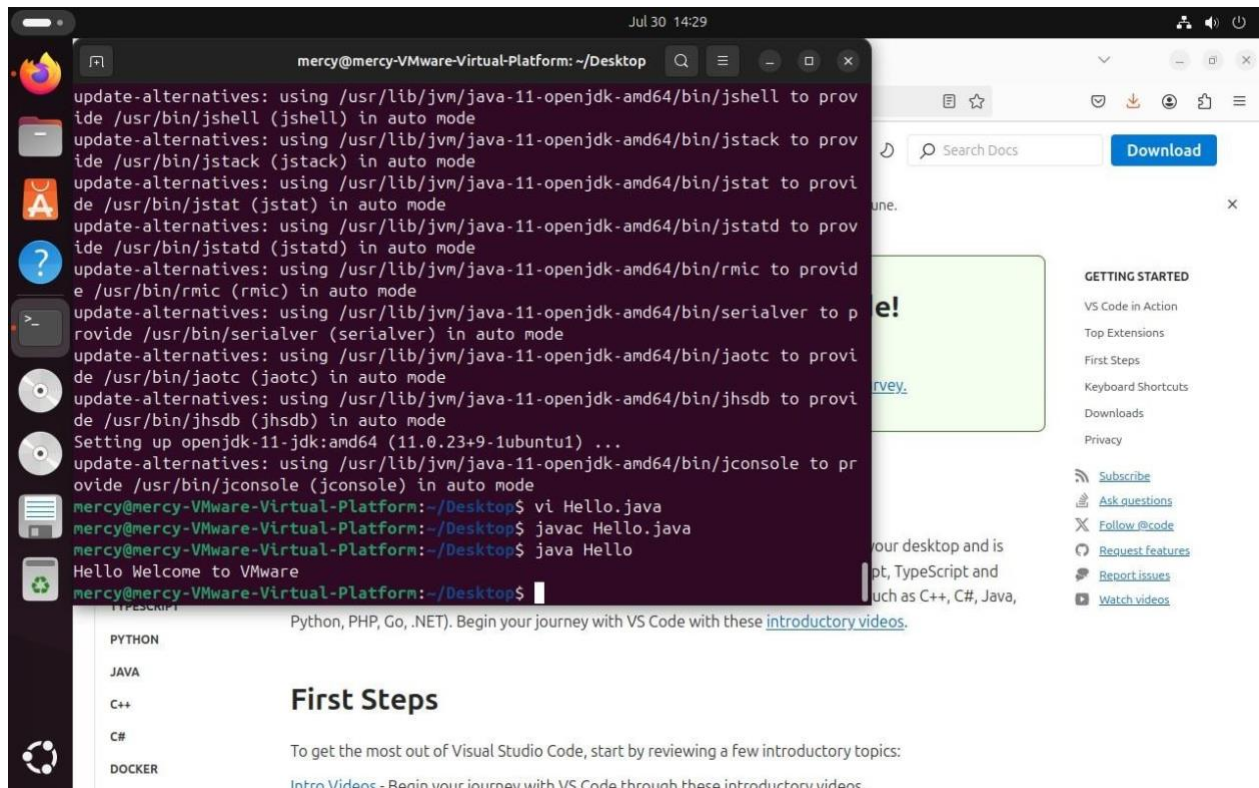 Jul 30 14:29
mercy@mercy-VMware-Virtual-Platform: ~/Desktop
update-alternatives: using /usr/lib/jvm/java-11-openjdk-amd64/bin/jshell to prov
ide /usr/bin/jshell (jshell) in auto mode
update-alternatives: using /usr/lib/jvm/java-11-openjdk-amd64/bin/jstack to prov
ide /usr/bin/jstack (jstack) in auto mode
update-alternatives: using /usr/lib/jvm/java-11-openjdk-amd64/bin/jstat to provi
de /usr/bin/jstat (jstat) in auto mode
update-alternatives: using /usr/lib/jvm/java-11-openjdk-amd64/bin/jstatd to prov
ide /usr/bin/jstatd (jstatd) in auto mode
update-alternatives: using /usr/lib/jvm/java-11-openjdk-amd64/bin/rmic to provid
e /usr/bin/rmic (rmic) in auto mode
update-alternatives: using /usr/lib/jvm/java-11-openjdk-amd64/bin/serialver to p
rovide /usr/bin/serialver (serialver) in auto mode
update-alternatives: using /usr/lib/jvm/java-11-openjdk-amd64/bin/jaotc to provi
de /usr/bin/jaotc (jaotc) in auto mode
update-alternatives: using /usr/lib/jvm/java-11-openjdk-amd64/bin/jhsdb to provi
de /usr/bin/jhsdb (jhsdb) in auto mode
Setting up openjdk-11-jdk:amd64 (11.0.23+9-1ubuntu1) ...
update-alternatives: using /usr/lib/jvm/java-11-openjdk-amd64/bin/jconsole to pr
ovide /usr/bin/jconsole (jconsole) in auto mode
mercy@mercy-VMware-Virtual-Platform:~/Desktop$ vi Hello.java
mercy@mercy-VMware-Virtual-Platform:~/Desktop$ javac Hello.java
mercy@mercy-VMware-Virtual-Platform:~/Desktop$ java Hello
Hello Welcome to VMware
mercy@mercy-VMware-Virtual-Platform:~/Desktop$
Search Docs
Download
une.
e!
rvey.
your desktop and is
pt, TypeScript and
uch as C++, C#, Java,
Python, PHP, Go, .NET). Begin your journey with VS Code with these introductory videos.
First Steps
To get the most out of Visual Studio Code, start by reviewing a few introductory topics:
Intro Videos - Begin your journey with VS Code through these introductory videos.
TYPESCRIPT
PYTHON
JAVA
C++
C#
DOCKER
GETTING STARTED
VS Code in Action
Top Extensions
First Steps
Keyboard Shortcuts
Downloads
Privacy
Subscribe
Ask questions
Follow @code
Request features
Report issues
Watch videos